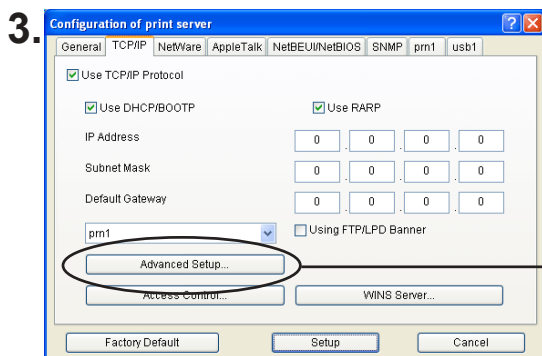 3.
Configuration of print server
General TCP/IP NetWare AppleTalk NetBEUI/NetBIOS SNMP prn1 usb1
Use TCP/IP Protocol
Use DHCP/BOOTP Use RARP
IP Address 0 . 0 . 0 . 0
Subnet Mask 0 . 0 . 0 . 0
Default Gateway 0 . 0 . 0 . 0
prn1 Using FTP/LPD Banner
Advanced Setup...
Access Control... WINS Server...
Factory Default Setup Cancel